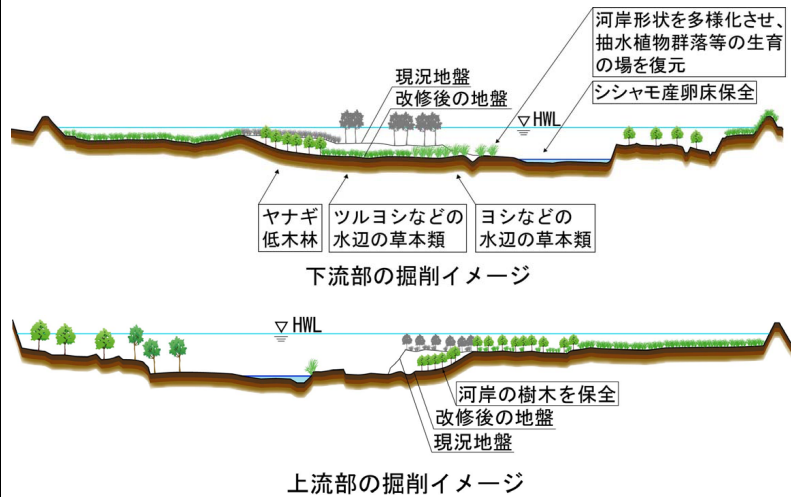 河岸形状を多様化させ、
抽水植物群落等の生育
の場を復元
現況地盤
改修後の地盤
シシャモ産卵床保全
HWL
ヤナギ
低木林
ツルヨシなどの
水辺の草本類
ヨシなどの
水辺の草本類
下流部の掘削イメージ
HWL
河岸の樹木を保全
改修後の地盤
現況地盤
上流部の掘削イメージ